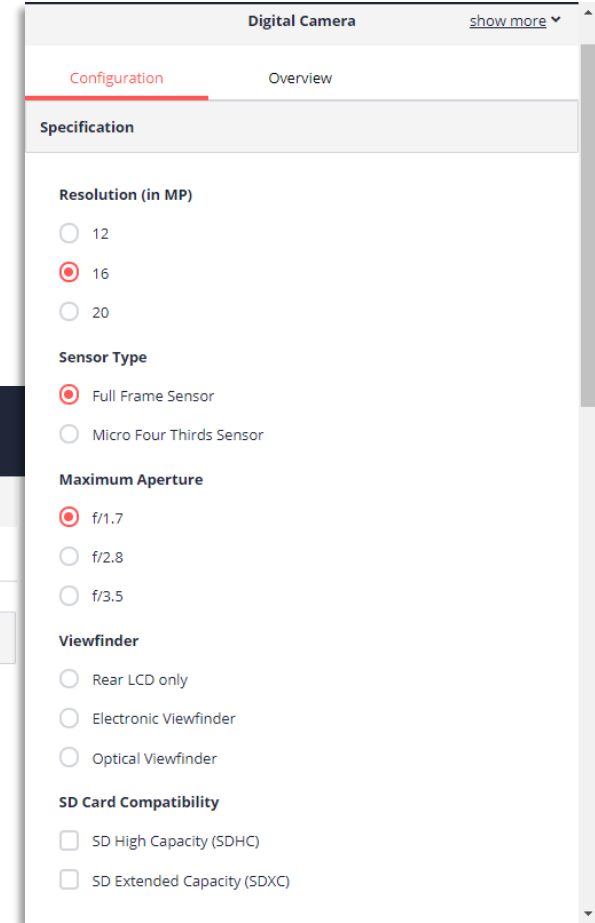 Digital Camera show more
Configuration Overview
Specification
Resolution (in MP)
12
16
20
Sensor Type
Full Frame Sensor
Micro Four Thirds Sensor
Maximum Aperture
f/1.7
f/2.8
f/3.5
Viewfinder
Rear LCD only
Electronic Viewfinder
Optical Viewfinder
SD Card Compatibility
SD High Capacity (SDHC)
SD Extended Capacity (SDXC)